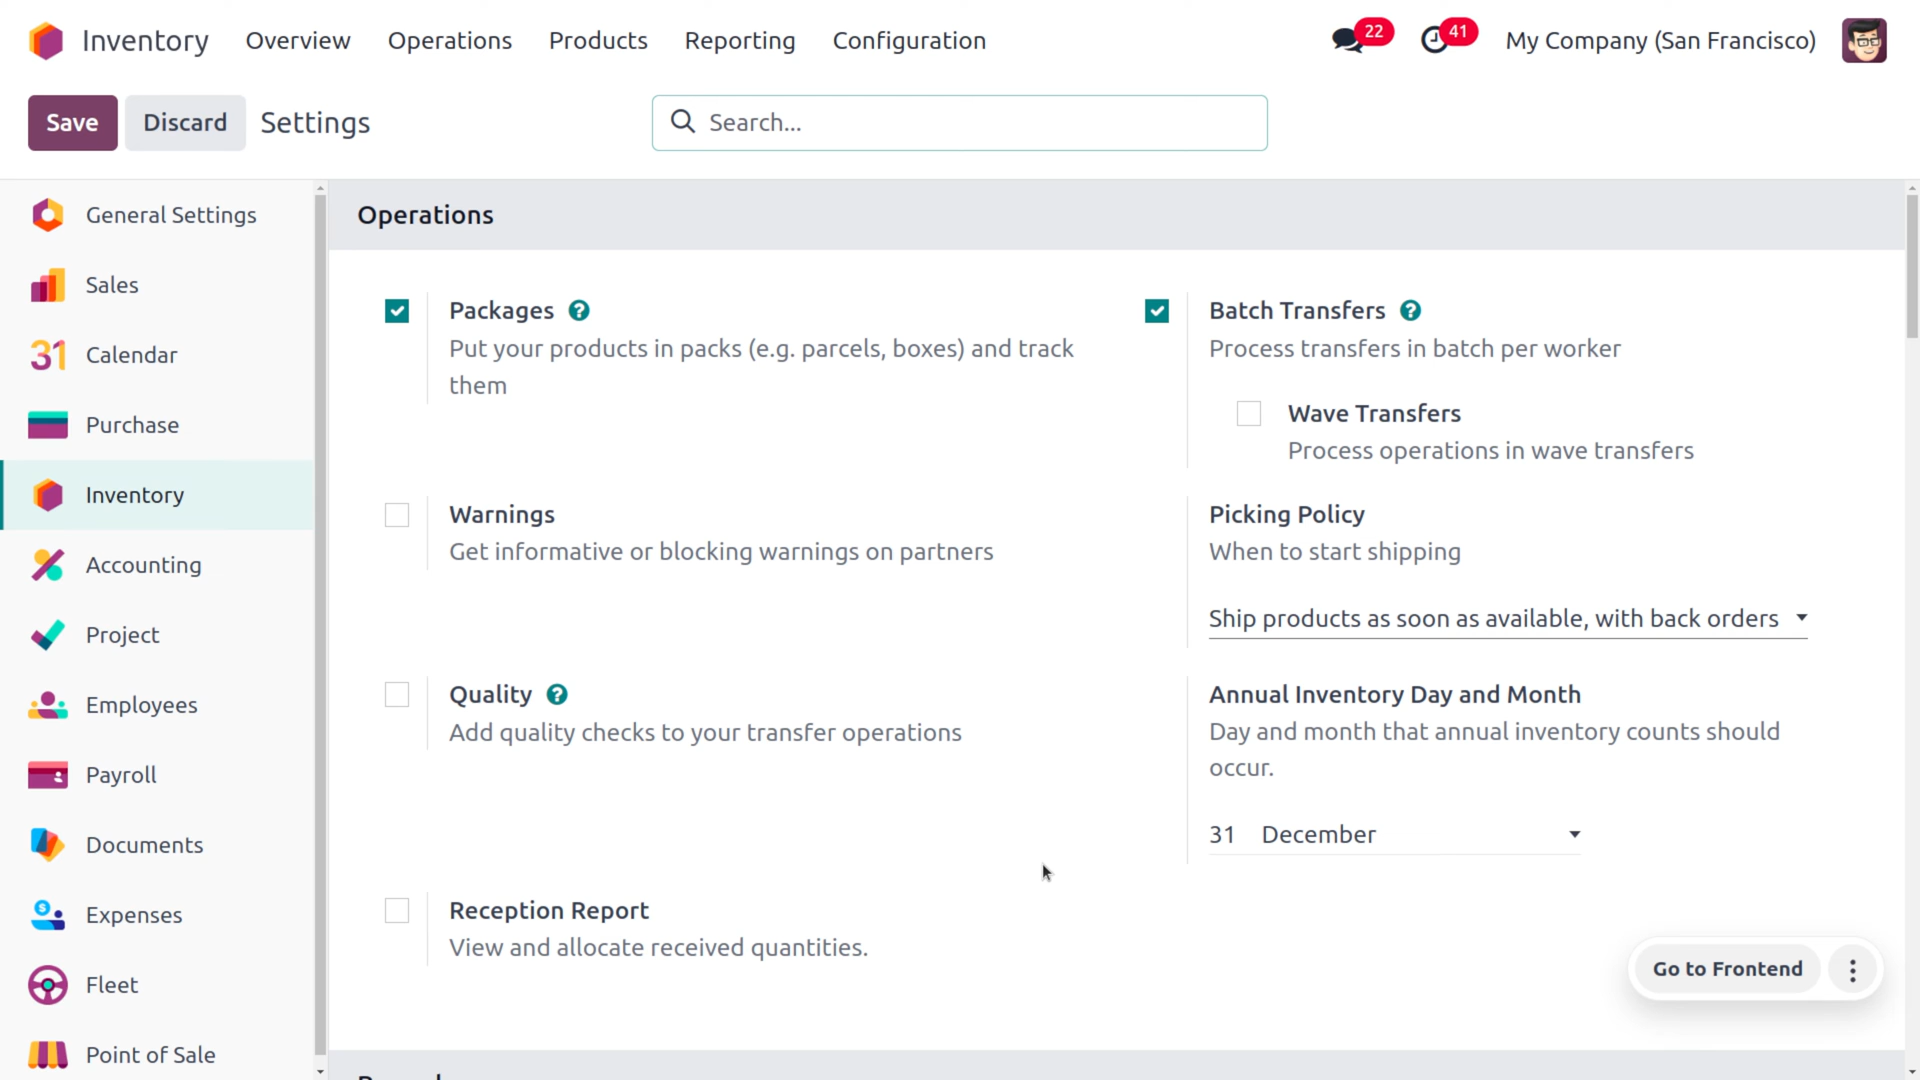 Inventory Overview Operations Products Reporting Configuration 22 41 My Company (San Francisco)
Save Discard Settings Search...
General Settings
Sales
31 Calendar
Purchase
Inventory
Accounting
Project
Employees
Payroll
Documents
Expenses
Fleet
Point of Sale
Operations
Packages ?
Put your products in packs (e.g. parcels, boxes) and track
them
Batch Transfers ?
Process transfers in batch per worker
Wave Transfers
Process operations in wave transfers
Warnings
Get informative or blocking warnings on partners
Picking Policy
When to start shipping
Ship products as soon as available, with back orders
Quality ?
Add quality checks to your transfer operations
Annual Inventory Day and Month
Day and month that annual inventory counts should
occur.
31 December
Reception Report
View and allocate received quantities.
Go to Frontend